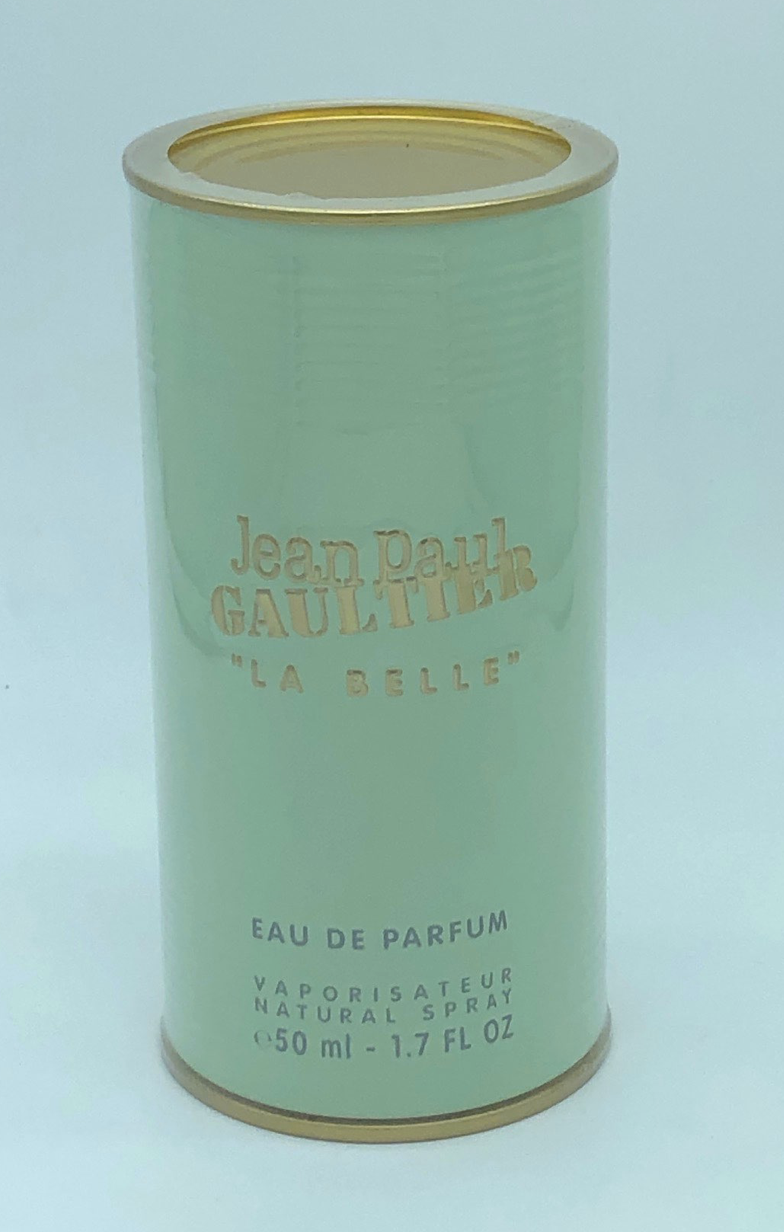 Jean Paul
GAULTIER
"LA BELLE"
EAU DE PARFUM
VAPORISATEUR
NATURAL SPRAY
℮50 ml - 1.7 FL OZ